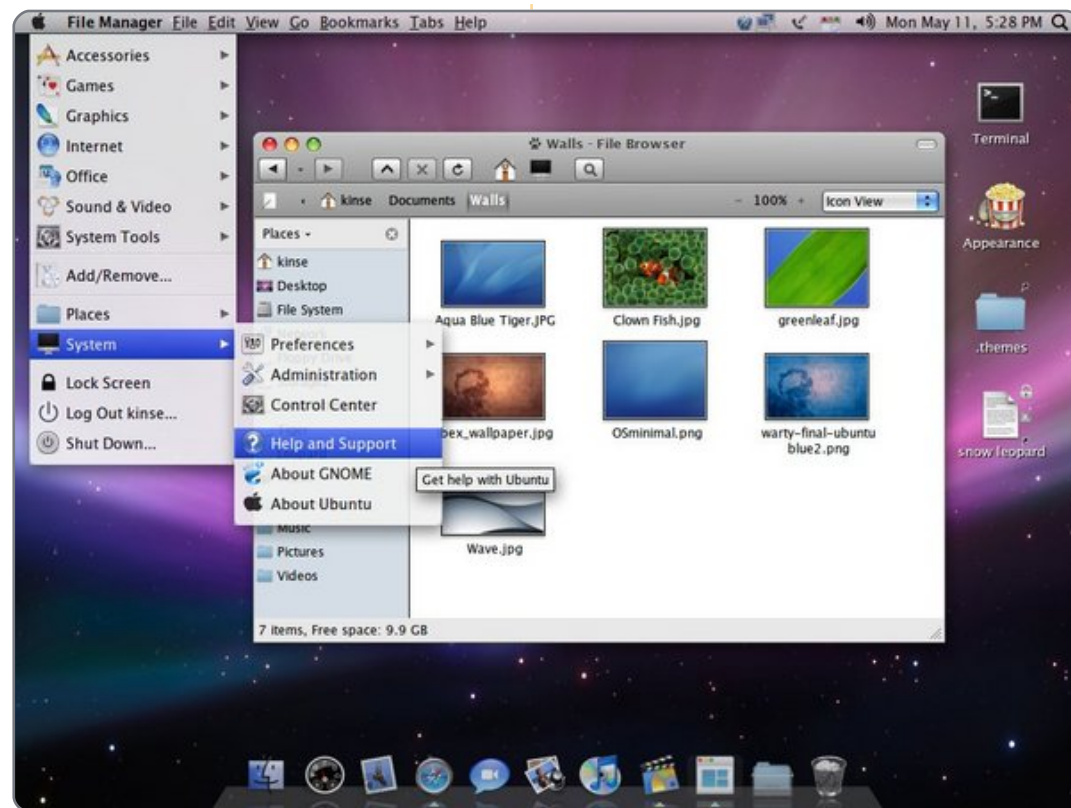 File Manager File Edit View Go Bookmarks Tabs Help
Mon May 11, 5:28 PM
Accessories
Games
Graphics
Internet
Office
Sound & Video
System Tools
Add/Remove...
Places
System
Lock Screen
Log Out kinse...
Shut Down...
Preferences
Administration
Control Center
Help and Support
About GNOME
About Ubuntu
Get help with Ubuntu
Walls - File Browser
kinse Documents Walls
100%
Icon View
Places
kinse
Desktop
File System
Network
Floppy Drive
Music
Pictures
Videos
Aqua Blue Tiger.JPG
Clown Fish.jpg
greenleaf.jpg
bex_wallpaper.jpg
OSminimal.png
warty-final-ubuntu
blue2.png
Wave.jpg
7 items, Free space: 9.9 GB
Terminal
Appearance
.themes
snow leopard